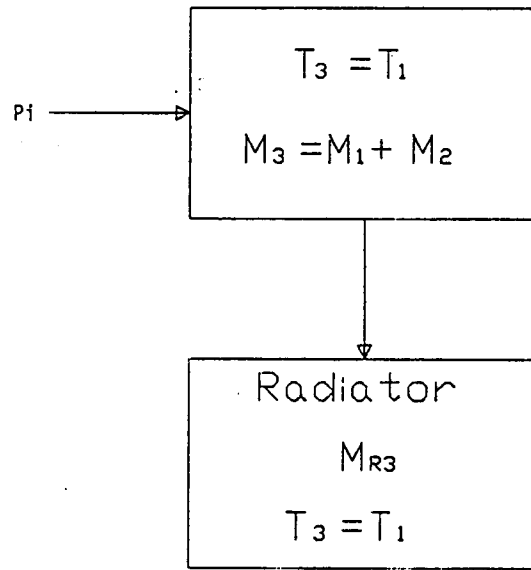 T3 = T1
Pi
M3 = M1 + M2
Radiator
MR3
T3 = T1